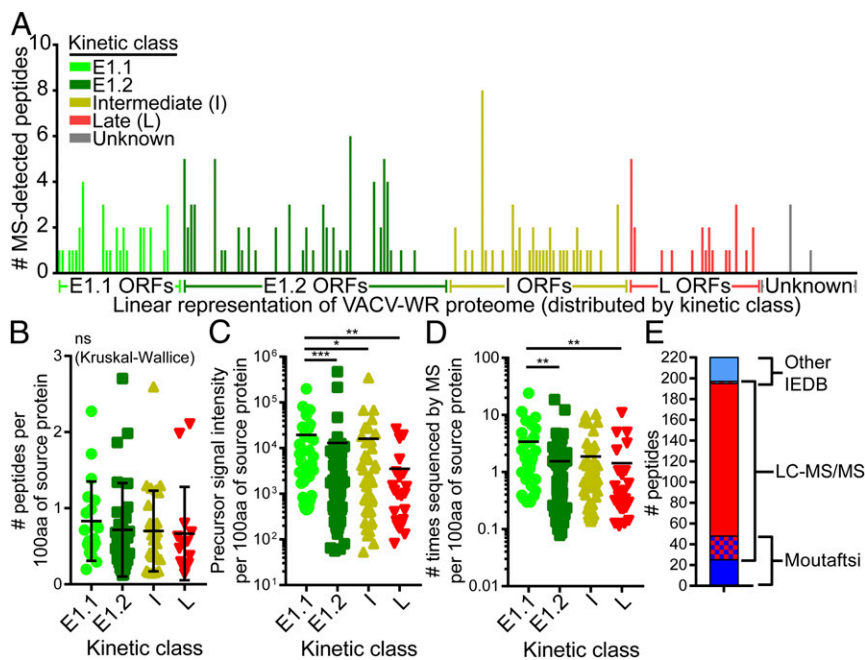 A
# MS-detected peptides
10
8
6
4
2
0
Kinetic class
E1.1
E1.2
Intermediate (I)
Late (L)
Unknown
E1.1 ORFs
E1.2 ORFs
I ORFs
L ORFs
Unknown
Linear representation of VACV-WR proteome (distributed by kinetic class)
B
ns
(Kruskal-Wallice)
# peptides per
100aa of source protein
3
2
1
0
E1.1
E1.2
I
L
Kinetic class
C
**
*
***
Precursor signal intensity
per 100aa of source protein
10⁶
10⁵
10⁴
10³
10²
10¹
E1.1
E1.2
I
L
Kinetic class
D
**
**
# times sequenced by MS
per 100aa of source protein
100
10
1
0.1
0.01
E1.1
E1.2
I
L
Kinetic class
E
# peptides
220
200
180
160
140
120
100
80
60
40
20
0
Other
IEDB
LC-MS/MS
Moutaftsi